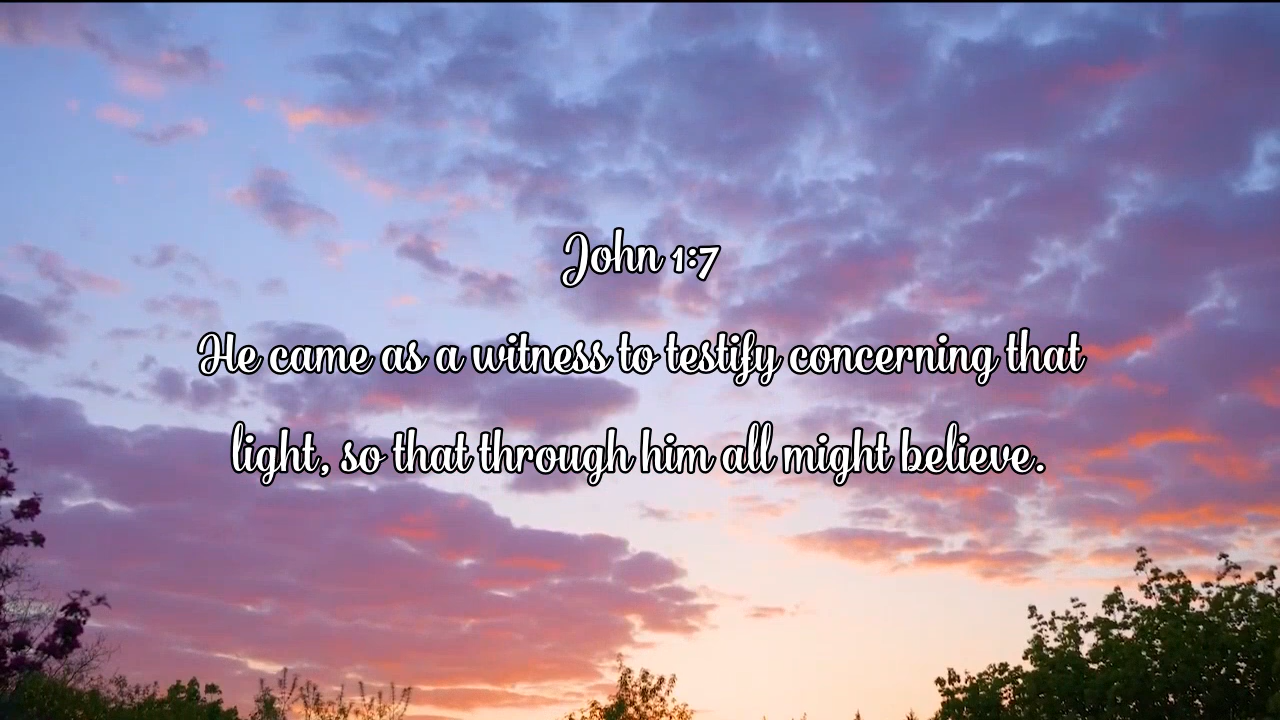 John 1:7
He came as a witness to testify concerning that
light, so that through him all might believe.